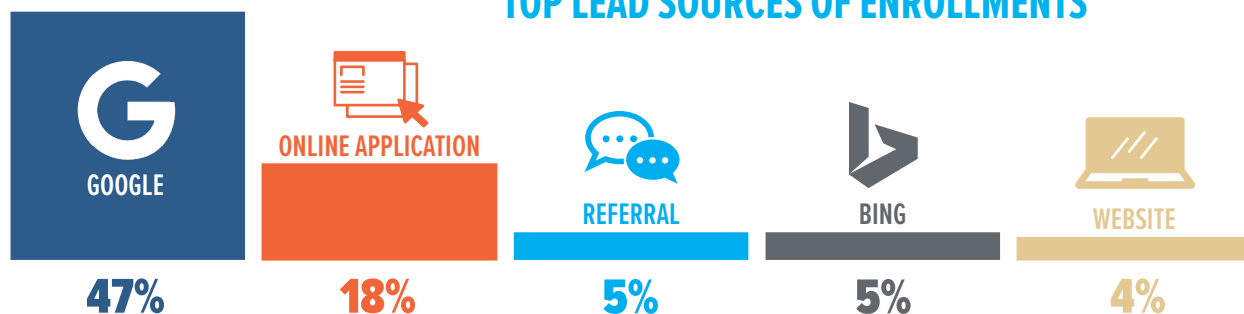 TOP LEAD SOURCES OF ENROLLMENTS
G
GOOGLE
ONLINE APPLICATION
REFERRAL
BING
WEBSITE
47%
18%
5%
5%
4%